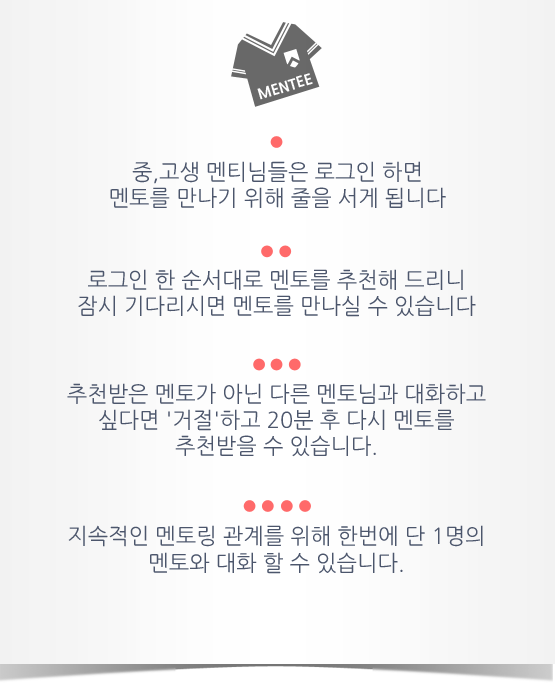 MENTEE
중,고생 멘티님들은 로그인 하면
멘토를 만나기 위해 줄을 서게 됩니다
로그인 한 순서대로 멘토를 추천해 드리니
잠시 기다리시면 멘토를 만나실 수 있습니다
추천받은 멘토가 아닌 다른 멘토님과 대화하고
싶다면 '거절'하고 20분 후 다시 멘토를
추천받을 수 있습니다.
지속적인 멘토링 관계를 위해 한번에 단 1명의
멘토와 대화 할 수 있습니다.